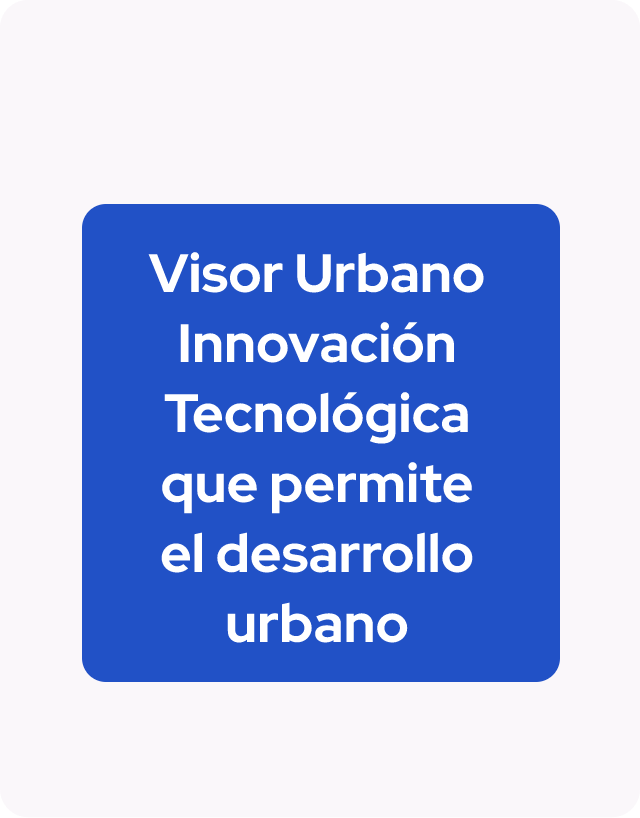 Visor Urbano
Innovación
Tecnológica
que permite
el desarrollo
urbano